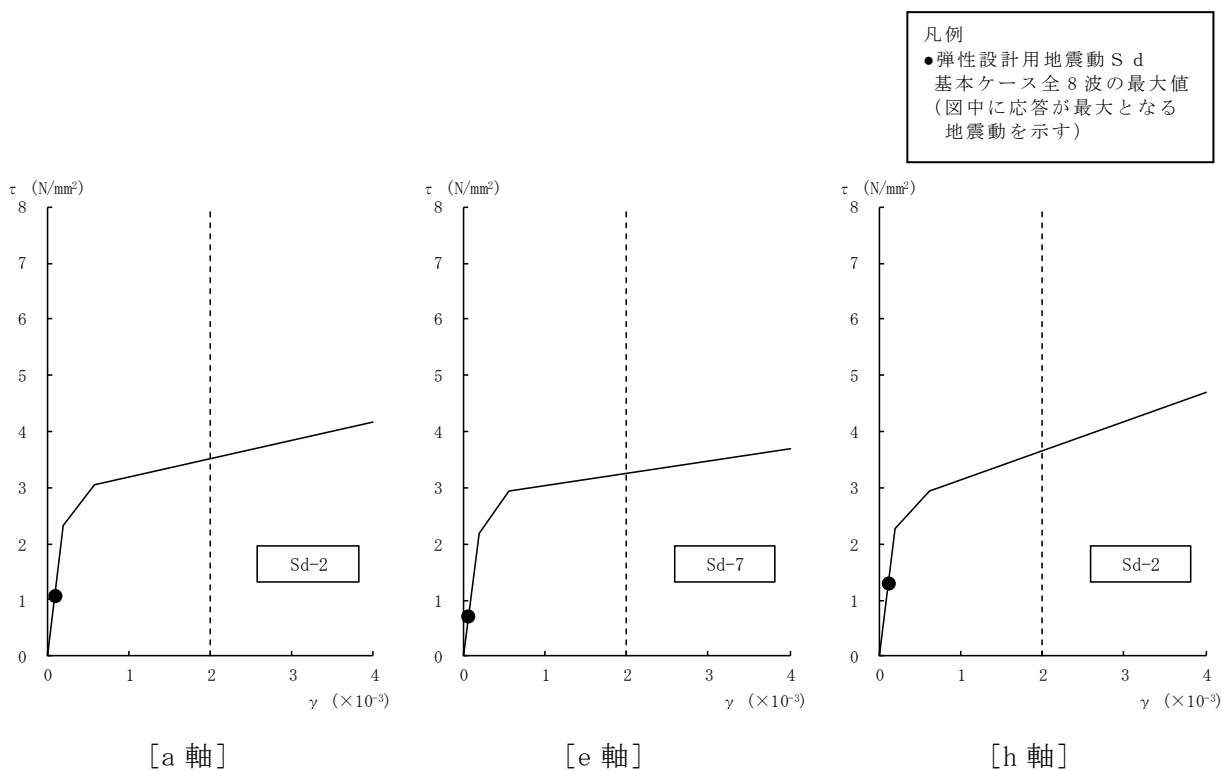 凡例
●弾性設計用地震動Ｓｄ
基本ケース全８波の最大値
（図中に応答が最大となる
地震動を示す）
τ (N/mm²)
8
7
6
5
4
3
2
1
0
0 1 2 3 4
γ (×10⁻³)
Sd-2
[a 軸]
τ (N/mm²)
8
7
6
5
4
3
2
1
0
0 1 2 3 4
γ (×10⁻³)
Sd-7
[e 軸]
τ (N/mm²)
8
7
6
5
4
3
2
1
0
0 1 2 3 4
γ (×10⁻³)
Sd-2
[h 軸]